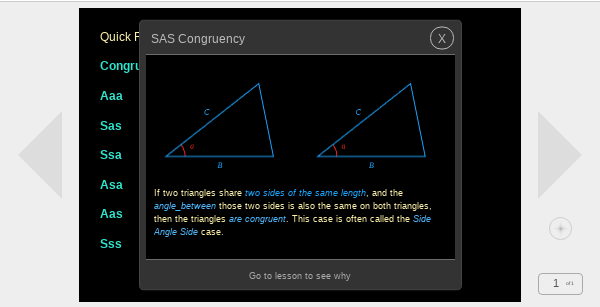 Quick
SAS Congruency
X
Congru
Aaa
Sas
Ssa
Asa
Aas
Sss
C
θ
B
C
θ
B
If two triangles share two sides of the same length, and the
angle_between those two sides is also the same on both triangles,
then the triangles are congruent. This case is often called the Side
Angle Side case.
Go to lesson to see why
1 of 1